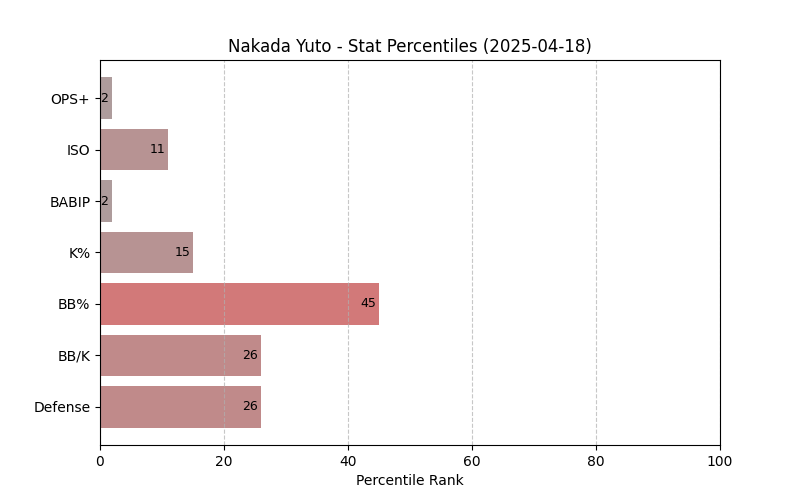 Nakada Yuto - Stat Percentiles (2025-04-18)
OPS+ 2
ISO 11
BABIP 2
K% 15
BB% 45
BB/K 26
Defense 26
0 20 40 60 80 100
Percentile Rank